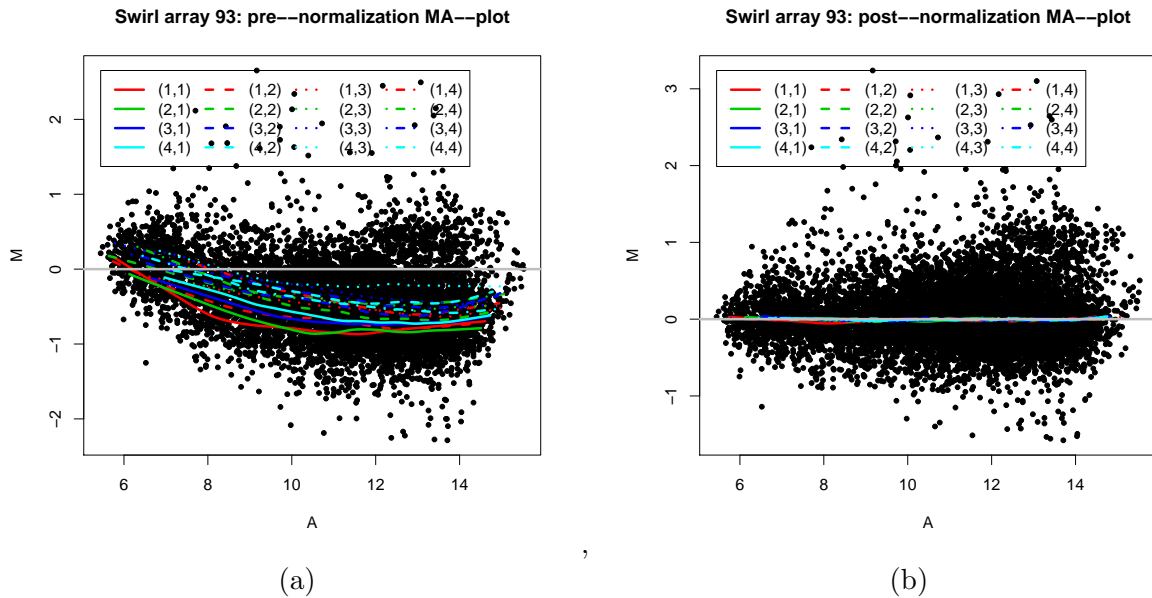 Swirl array 93: pre−−normalization MA−−plot
(1,1) (1,2) (1,3) (1,4)
(2,1) (2,2) (2,3) (2,4)
(3,1) (3,2) (3,3) (3,4)
(4,1) (4,2) (4,3) (4,4)
2
1
0
−1
−2
M
6 8 10 12 14
A
(a)
,
Swirl array 93: post−−normalization MA−−plot
(1,1) (1,2) (1,3) (1,4)
(2,1) (2,2) (2,3) (2,4)
(3,1) (3,2) (3,3) (3,4)
(4,1) (4,2) (4,3) (4,4)
3
2
1
0
−1
M
6 8 10 12 14
A
(b)